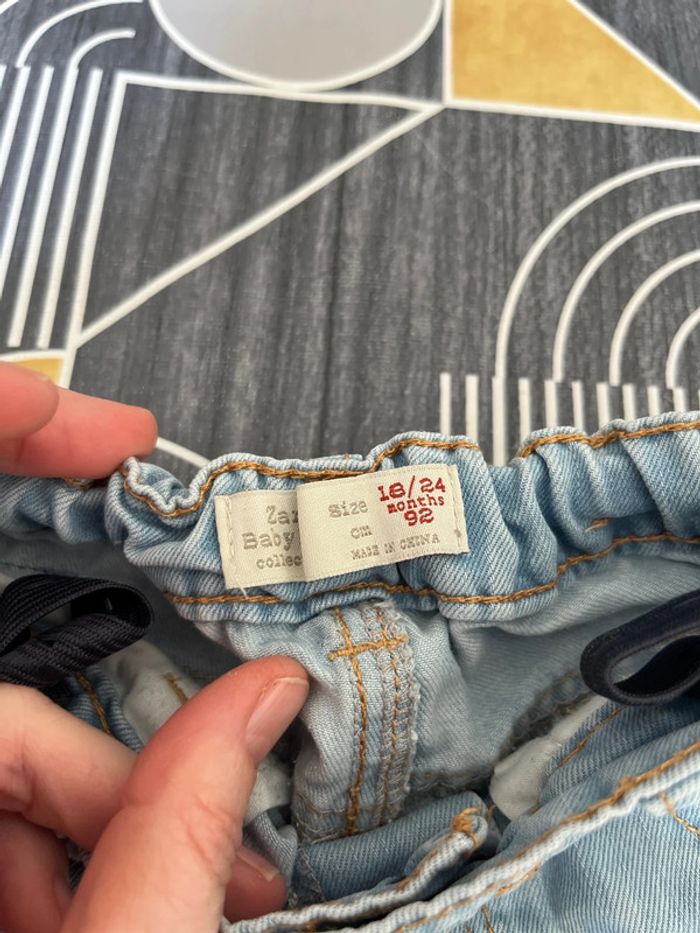 Zar
Baby
collec
Size 18/24
months
cm 92
MADE IN CHINA